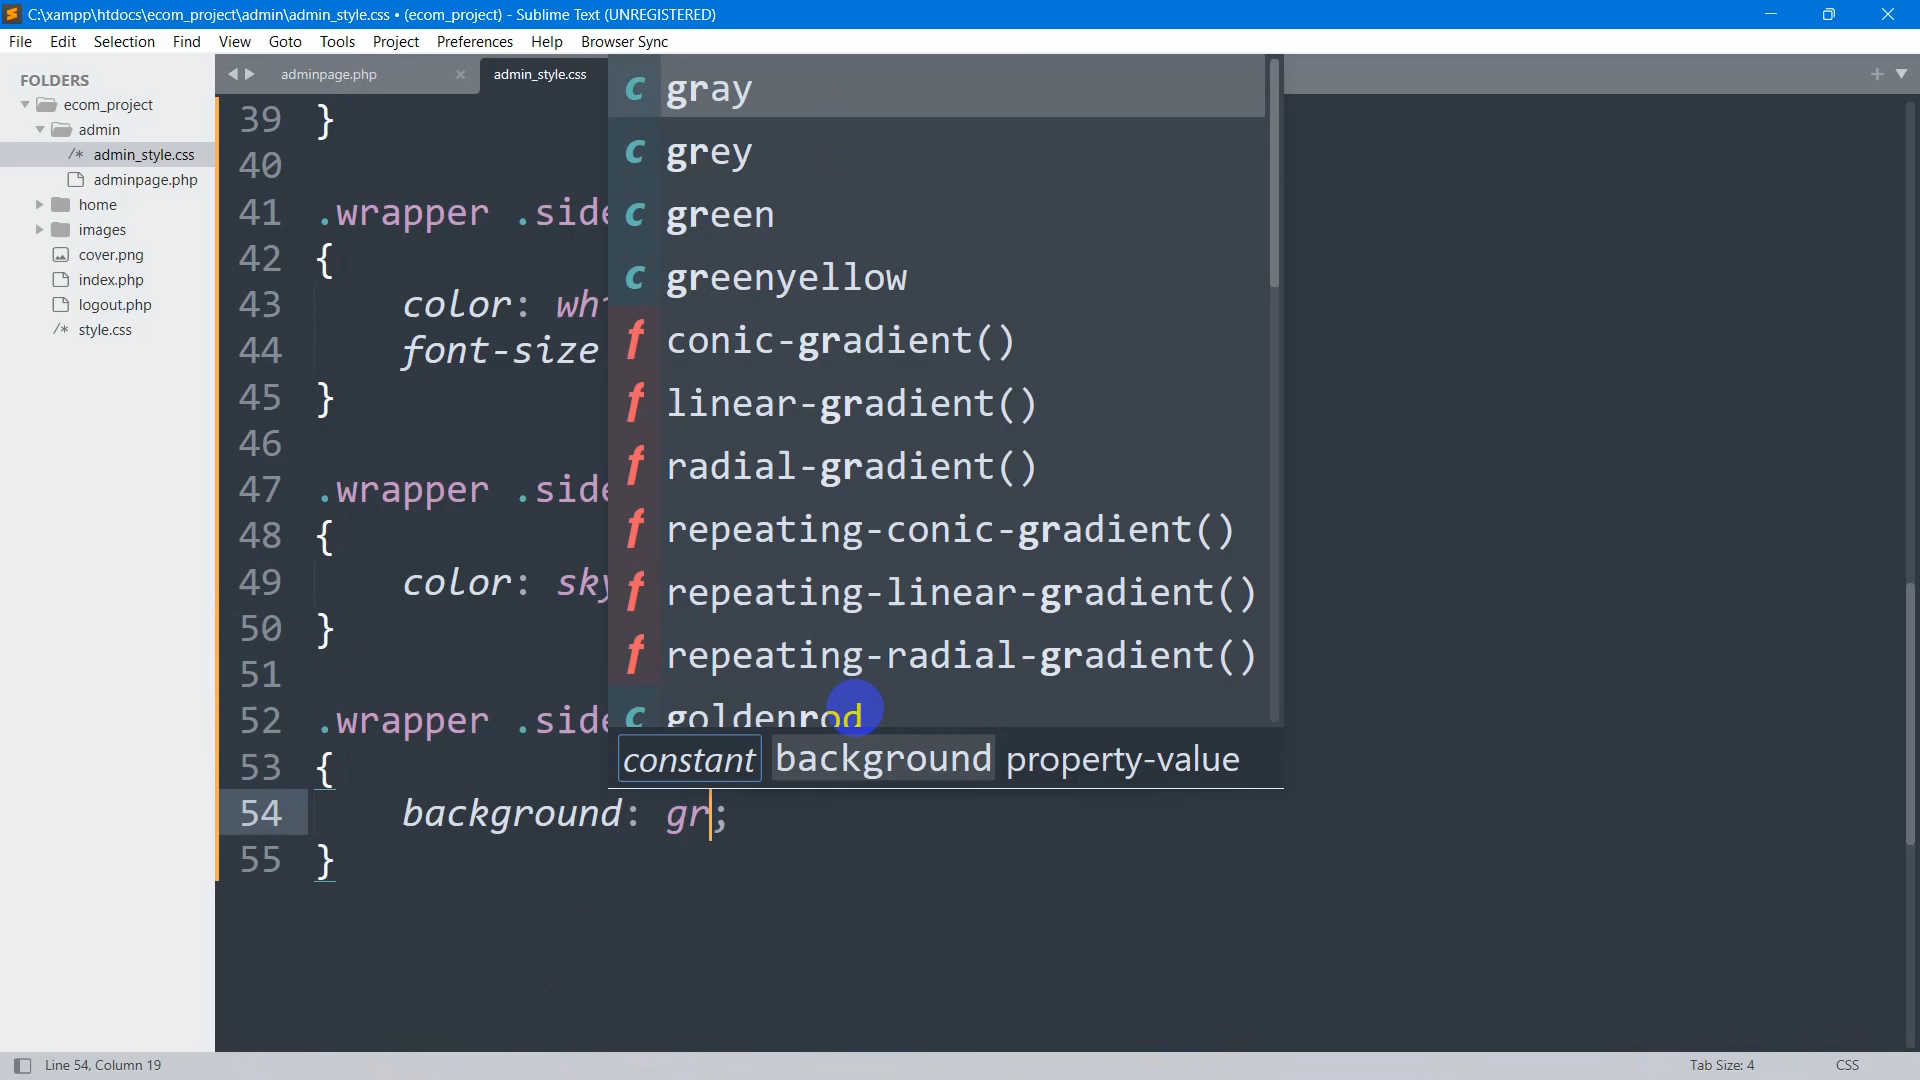 C:\xampp\htdocs\ecom_project\admin\admin_style.css • (ecom_project) - Sublime Text (UNREGISTERED)
File Edit Selection Find View Goto Tools Project Preferences Help Browser Sync
FOLDERS
ecom_project
admin
/* admin_style.css
adminpage.php
home
images
cover.png
index.php
logout.php
/* style.css
adminpage.php
admin_style.css
39 }
40
41 .wrapper .side
42 {
43 color: wh
44 font-size
45 }
46
47 .wrapper .side
48 {
49 color: sky
50 }
51
52 .wrapper .side
53 {
54 background: gr;
55 }
c gray
c grey
c green
c greenyellow
f conic-gradient()
f linear-gradient()
f radial-gradient()
f repeating-conic-gradient()
f repeating-linear-gradient()
f repeating-radial-gradient()
c goldenrod
constant background property-value
Line 54, Column 19
Tab Size: 4
CSS